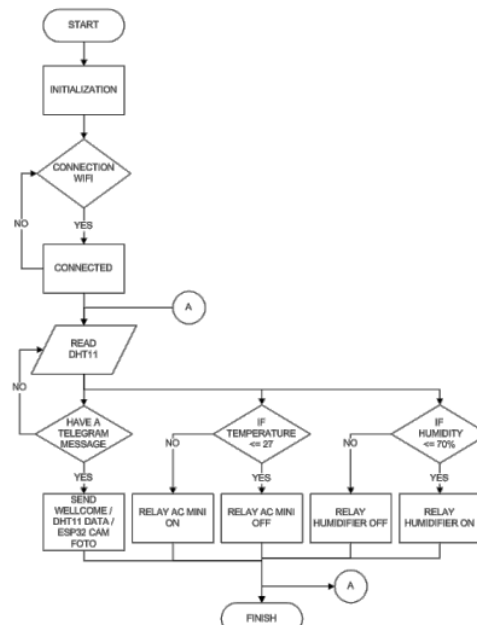 START
INITIALIZATION
CONNECTION
WIFI
NO
YES
CONNECTED
A
READ
DHT11
NO
HAVE A
TELEGRAM
MESSAGE
IF
TEMPERATURE
<= 27
IF
HUMIDITY
<= 70%
NO
NO
YES
YES
YES
SEND
WELLCOME /
DHT11 DATA /
ESP32 CAM
FOTO
RELAY AC MINI
ON
RELAY AC MINI
OFF
RELAY
HUMIDIFIER OFF
RELAY
HUMIDIFIER ON
A
FINISH